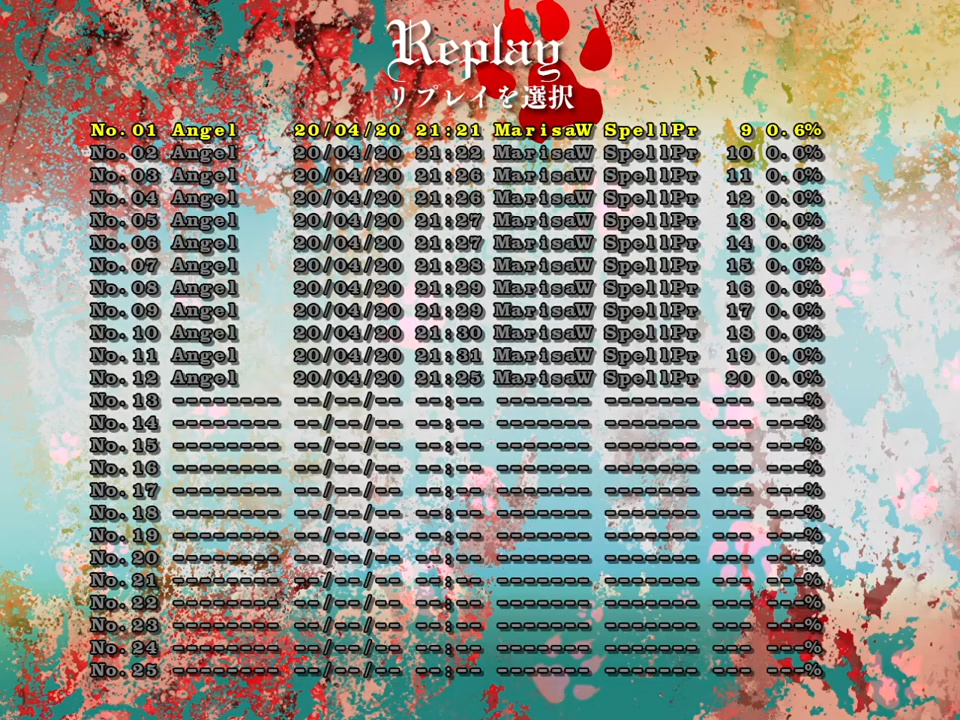 Replay
リプレイを選択
No.01 Angel 20/04/20 21:21 MarisaW SpellPr 9 0.6%
No.02 Angel 20/04/20 21:22 MarisaW SpellPr 10 0.0%
No.03 Angel 20/04/20 21:26 MarisaW SpellPr 11 0.0%
No.04 Angel 20/04/20 21:26 MarisaW SpellPr 12 0.0%
No.05 Angel 20/04/20 21:27 MarisaW SpellPr 13 0.0%
No.06 Angel 20/04/20 21:27 MarisaW SpellPr 14 0.0%
No.07 Angel 20/04/20 21:28 MarisaW SpellPr 15 0.0%
No.08 Angel 20/04/20 21:29 MarisaW SpellPr 16 0.0%
No.09 Angel 20/04/20 21:29 MarisaW SpellPr 17 0.0%
No.10 Angel 20/04/20 21:30 MarisaW SpellPr 18 0.0%
No.11 Angel 20/04/20 21:31 MarisaW SpellPr 19 0.0%
No.12 Angel 20/04/20 21:25 MarisaW SpellPr 20 0.0%
No.13 -------- --/--/-- --:-- ------- ------- --- ---%
No.14 -------- --/--/-- --:-- ------- ------- --- ---%
No.15 -------- --/--/-- --:-- ------- ------- --- ---%
No.16 -------- --/--/-- --:-- ------- ------- --- ---%
No.17 -------- --/--/-- --:-- ------- ------- --- ---%
No.18 -------- --/--/-- --:-- ------- ------- --- ---%
No.19 -------- --/--/-- --:-- ------- ------- --- ---%
No.20 -------- --/--/-- --:-- ------- ------- --- ---%
No.21 -------- --/--/-- --:-- ------- ------- --- ---%
No.22 -------- --/--/-- --:-- ------- ------- --- ---%
No.23 -------- --/--/-- --:-- ------- ------- --- ---%
No.24 -------- --/--/-- --:-- ------- ------- --- ---%
No.25 -------- --/--/-- --:-- ------- ------- --- ---%